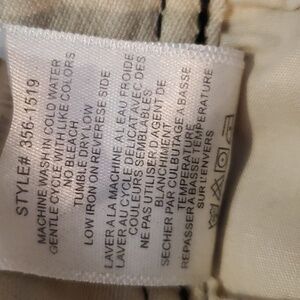 STYLE# 356-1519
MACHINE WASH IN COLD WATER
GENTLE CYCLE WITH LIKE COLORS
NO BLEACH
TUMBLE DRY LOW
LOW IRON ON REVERESE SIDE
LAVER A LA MACHINE AL EAU FROIDE
AU CYCLE DELICAT AVEC DES
COULEURS SEMBLABLES
NE PAS UTILISER D'AGENT DE
BLANCHIMENT
SECHER PAR CULBUTAGE A BASSE
TEMPERATURE
REPASSER A BASSE TEMPERATURE
SUR L'ENVERS